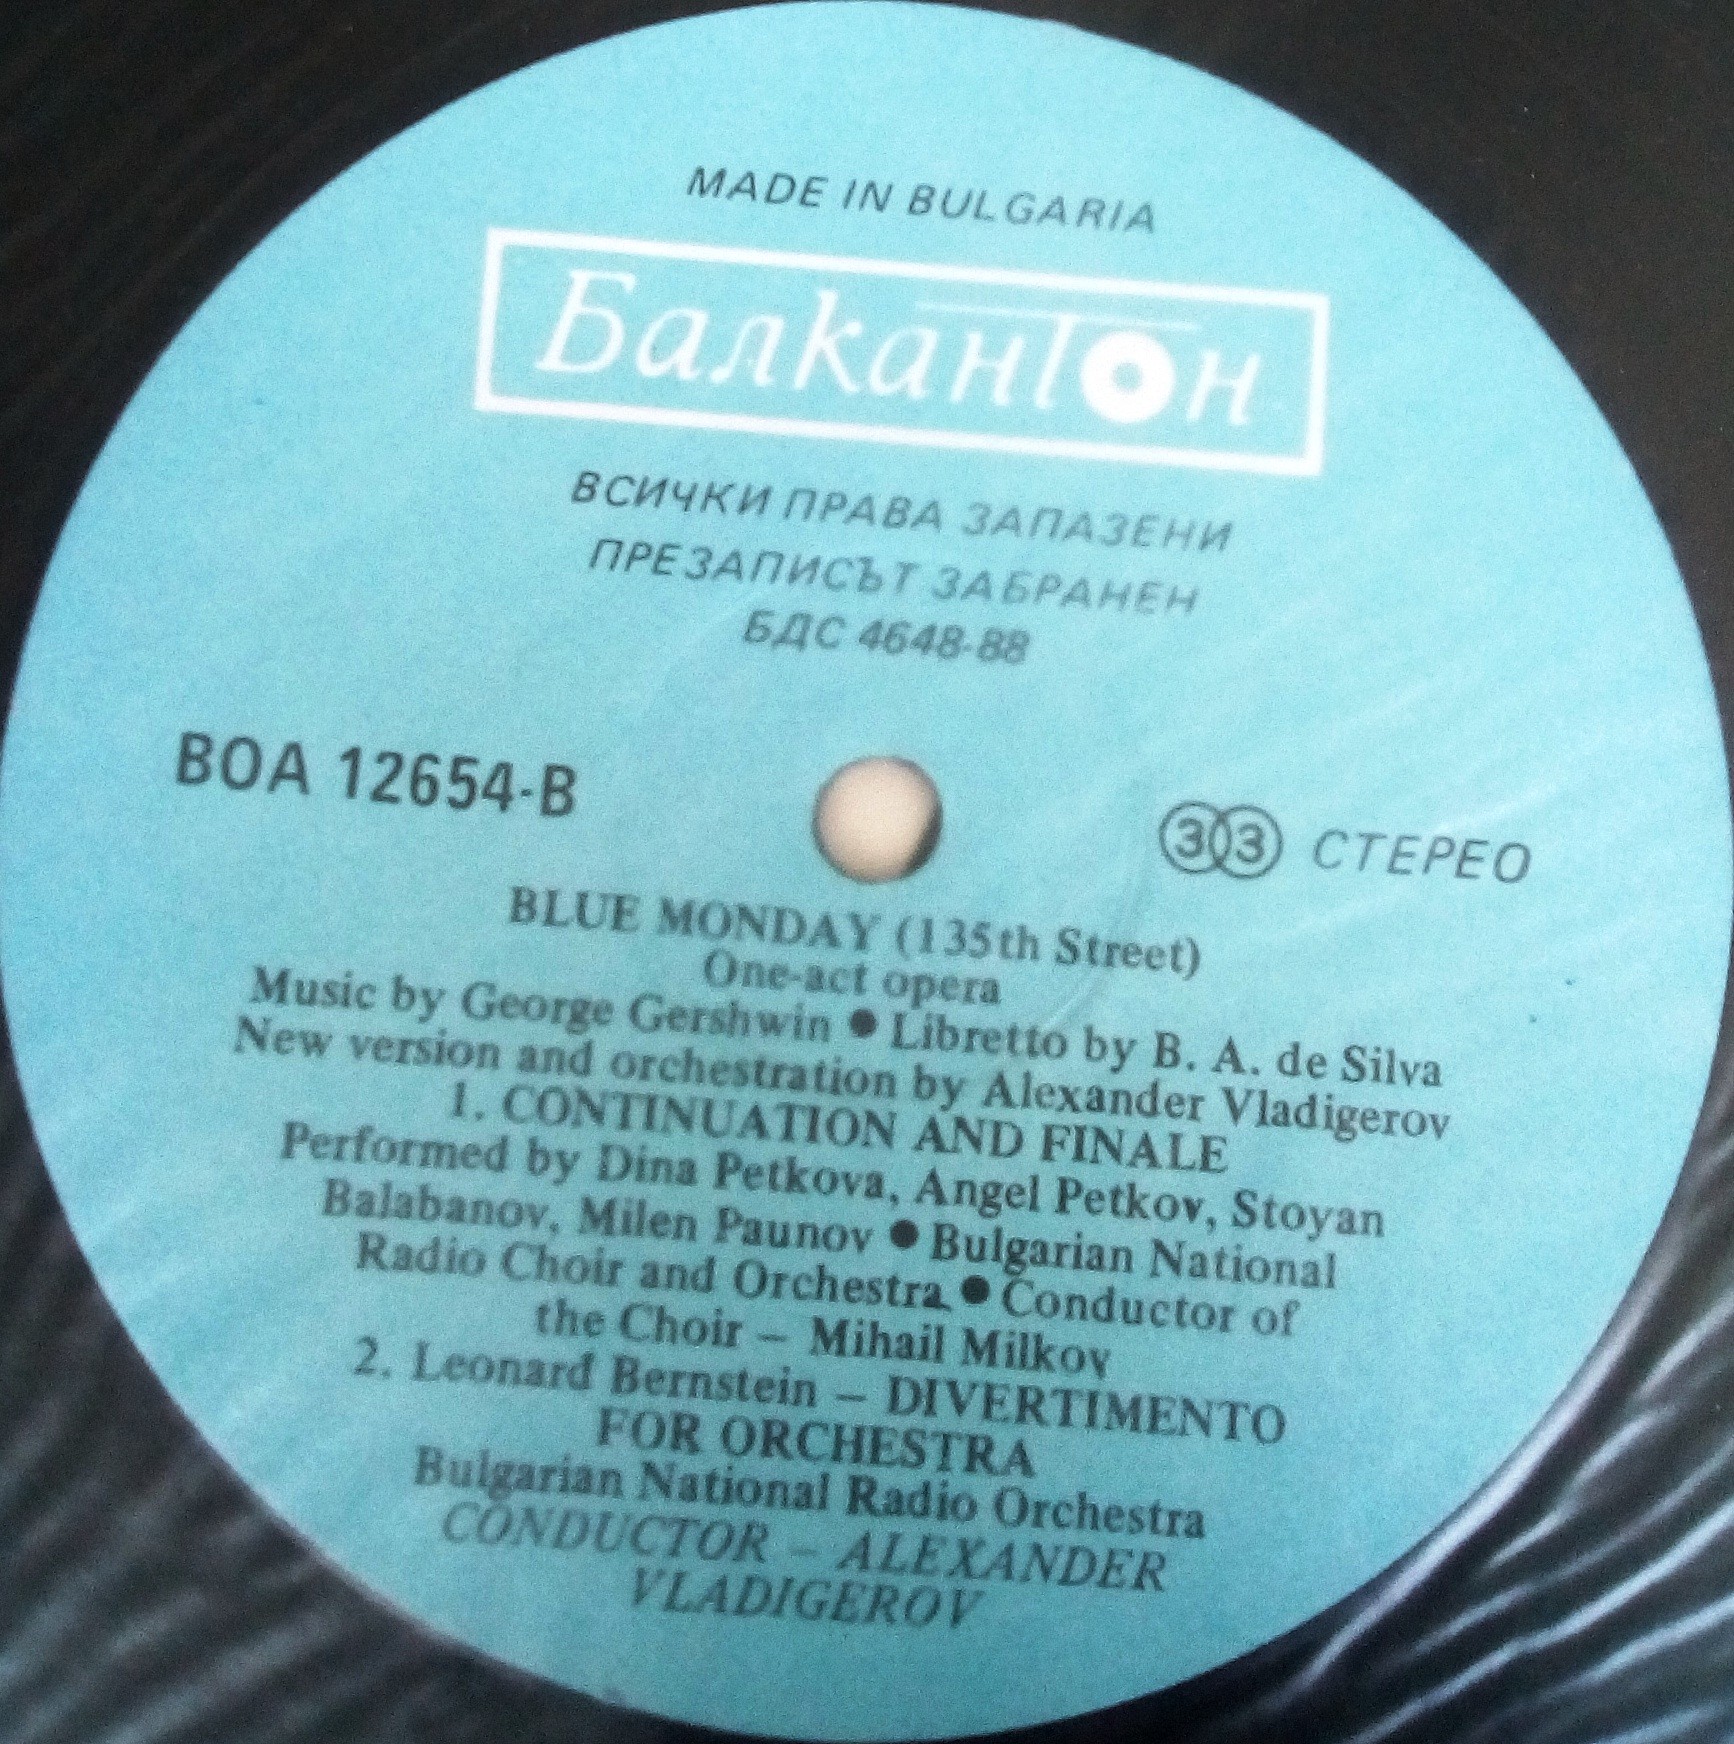 MADE IN BULGARIA
Балкантон
ВСИЧКИ ПРАВА ЗАПАЗЕНИ
ПРЕЗАПИСЪТ ЗАБРАНЕН
БДС 4648-88
ВОА 12654-В
33 СТЕРЕО
BLUE MONDAY (135th Street)
One-act opera
Music by George Gershwin ● Libretto by B. A. de Silva
New version and orchestration by Alexander Vladigerov
1. CONTINUATION AND FINALE
Performed by Dina Petkova, Angel Petkov, Stoyan
Balabanov, Milen Paunov ● Bulgarian National
Radio Choir and Orchestra ● Conductor of
the Choir – Mihail Milkov
2. Leonard Bernstein – DIVERTIMENTO
FOR ORCHESTRA
Bulgarian National Radio Orchestra
CONDUCTOR – ALEXANDER
VLADIGEROV